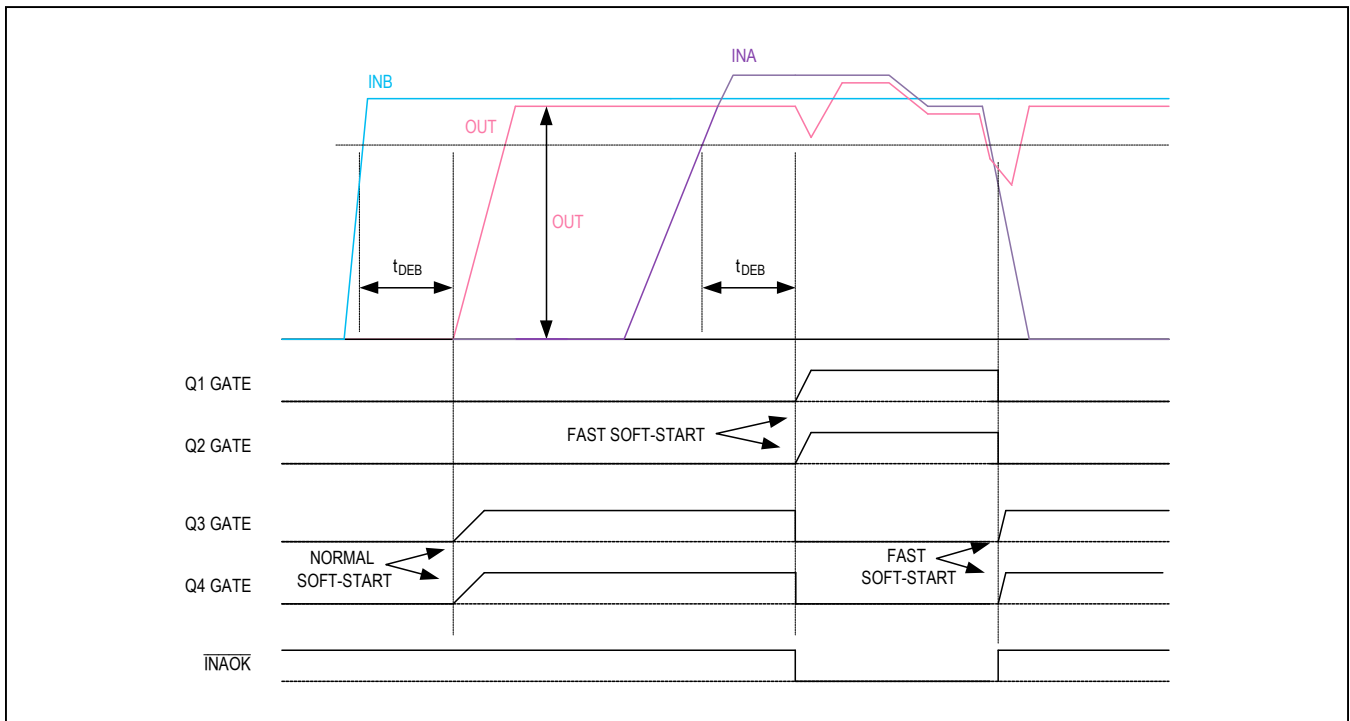 INA
INB
OUT
OUT
tDEB
tDEB
Q1 GATE
Q2 GATE
FAST SOFT-START
Q3 GATE
NORMAL
SOFT-START
FAST
SOFT-START
Q4 GATE
INAOK